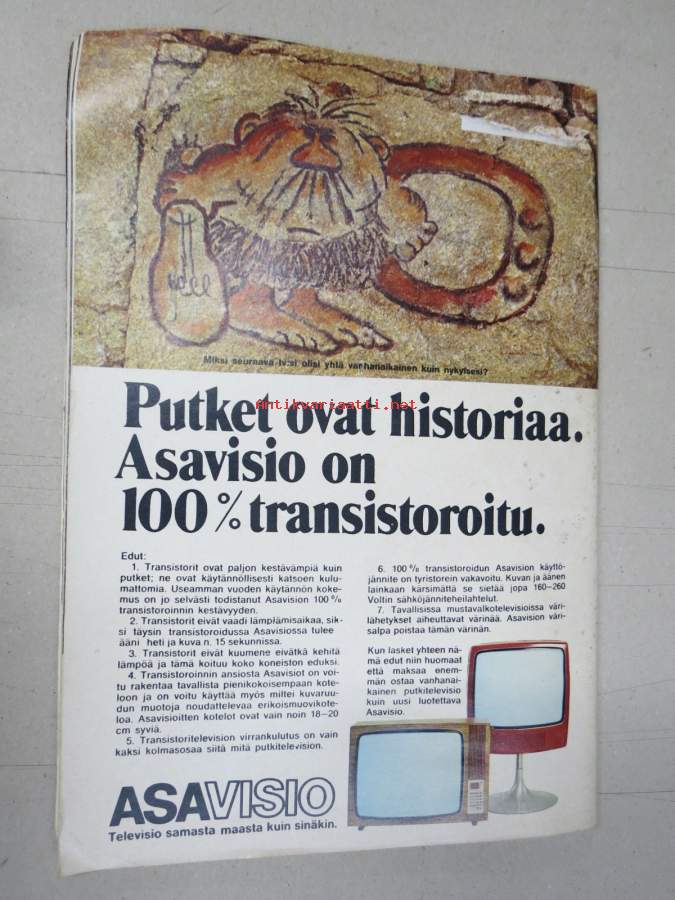 Miksi seuraava tv:si olisi yhtä vanhanaikainen kuin nykyisesi?
Putket ovat historiaa.
antikvariaatti.net
Asavisio on
100 % transistoroitu.
Edut:
1. Transistorit ovat paljon kestävämpiä kuin
putket; ne ovat käytännöllisesti katsoen kulu-
mattomia. Useamman vuoden käytännön koke-
mus on jo selvästi todistanut Asavision 100 %
transistoroinnin kestävyyden.
2. Transistorit eivät vaadi lämpiämisaikaa, sik-
si täysin transistoroidussa Asavisiossa tulee
ääni heti ja kuva n. 15 sekunnissa.
3. Transistorit eivät kuumene eivätkä kehitä
lämpöä ja tämä koituu koko koneiston eduksi.
4. Transistoroinnin ansiosta Asavisiot on voi-
tu rakentaa tavallista pienikokoisempaan kote-
loon ja on voitu käyttää myös miltei kuvaruu-
dun muotoja noudattelevaa erikoismuovikote-
loa. Asavisioitten kotelot ovat vain noin 18—20
cm syviä.
5. Transistoritelevision virrankulutus on vain
kaksi kolmasosaa siitä mitä putkitelevision.
6. 100 % transistoroidun Asavision käyttö-
jännite on tyristorein vakavoitu. Kuvan ja äänen
lainkaan kärsimättä se sietää jopa 160—260
Voltin sähköjänniteheilahtelut.
7. Tavallisissa mustavalkotelevisioissa väri-
lähetykset aiheuttavat värinää. Asavision väri-
salpa poistaa tämän värinän.
Kun lasket yhteen nä-
mä edut niin huomaat
että maksaa enem-
män ostaa vanhanai-
kainen putkitelevisio
kuin uusi luotettava
Asavisio.
ASAVISIO
Televisio samasta maasta kuin sinäkin.